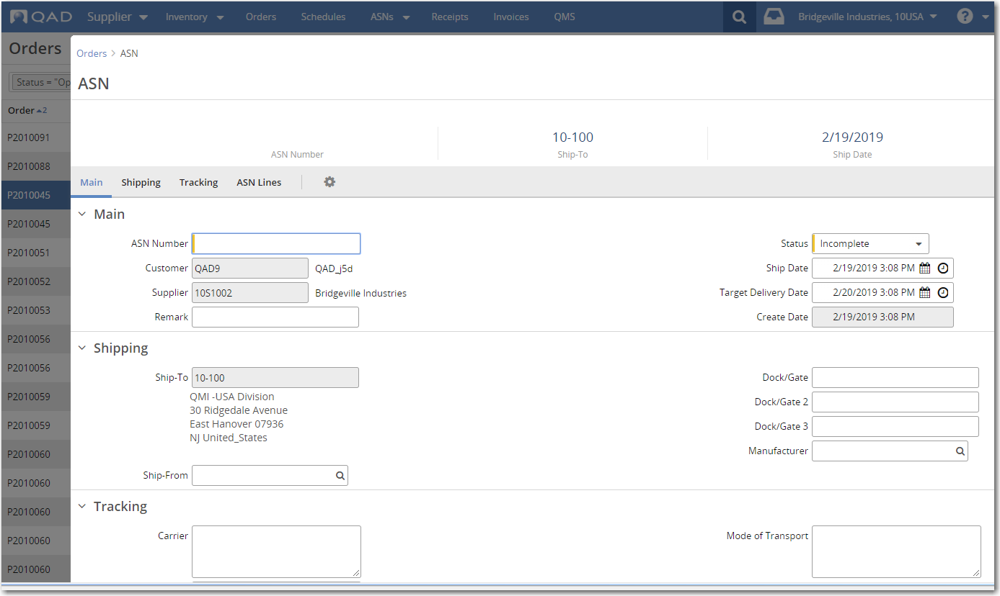 QAD Supplier Inventory Orders Schedules ASNs Receipts Invoices QMS Bridgeville Industries, 10USA ?
Orders
Status = "Op
Order 2
P2010091
P2010088
P2010045
P2010045
P2010051
P2010052
P2010053
P2010056
P2010056
P2010059
P2010059
P2010060
P2010060
P2010060
P2010060
P2010060
Orders > ASN
ASN
ASN Number
10-100
Ship-To
2/19/2019
Ship Date
Main Shipping Tracking ASN Lines
Main
ASN Number
Customer QAD9 QAD_j5d
Supplier 10S1002 Bridgeville Industries
Remark
Status Incomplete
Ship Date 2/19/2019 3:08 PM
Target Delivery Date 2/20/2019 3:08 PM
Create Date 2/19/2019 3:08 PM
Shipping
Ship-To 10-100
QMI -USA Division
30 Ridgedale Avenue
East Hanover 07936
NJ United_States
Ship-From
Dock/Gate
Dock/Gate 2
Dock/Gate 3
Manufacturer
Tracking
Carrier
Mode of Transport